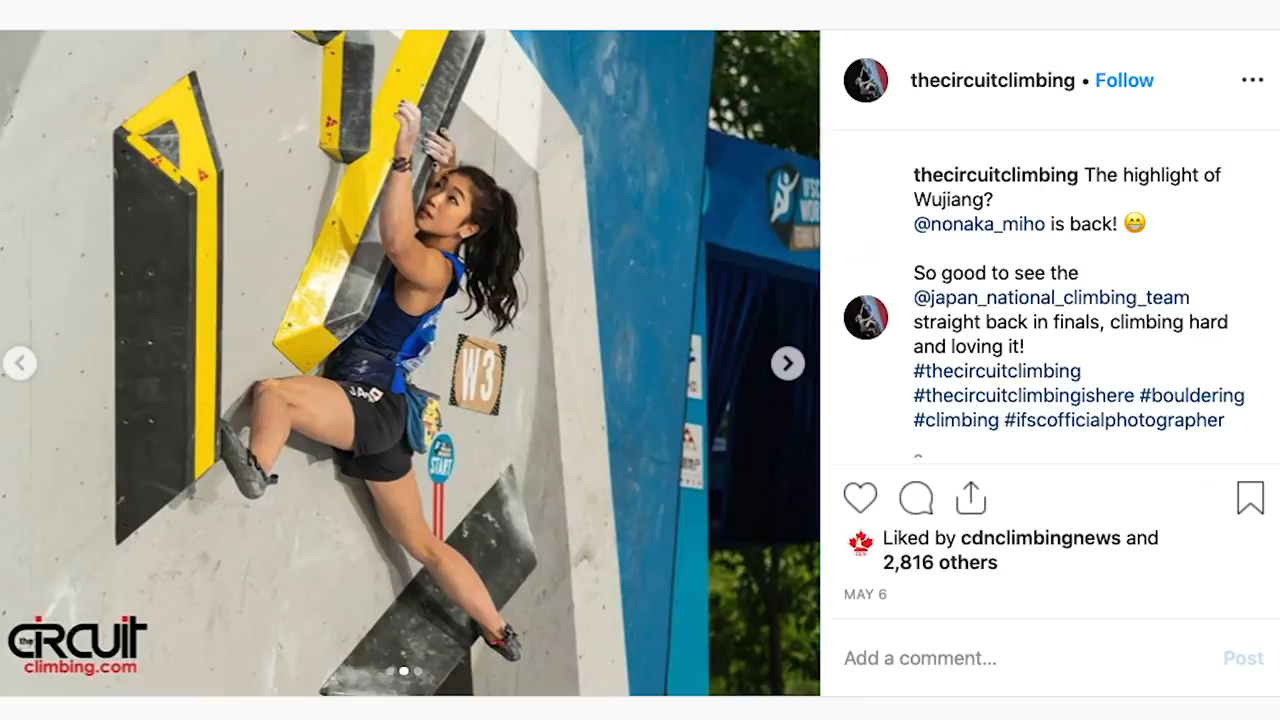 thecircuitclimbing • Follow
thecircuitclimbing The highlight of
Wujiang?
@nonaka_miho is back! 😁
So good to see the
@japan_national_climbing_team
straight back in finals, climbing hard
and loving it!
#thecircuitclimbing
#thecircuitclimbingishere #bouldering
#climbing #ifscofficialphotographer
Liked by cdnclimbingnews and
2,816 others
MAY 6
Add a comment... Post
IFSC
W3
START
the circuit
climbing.com